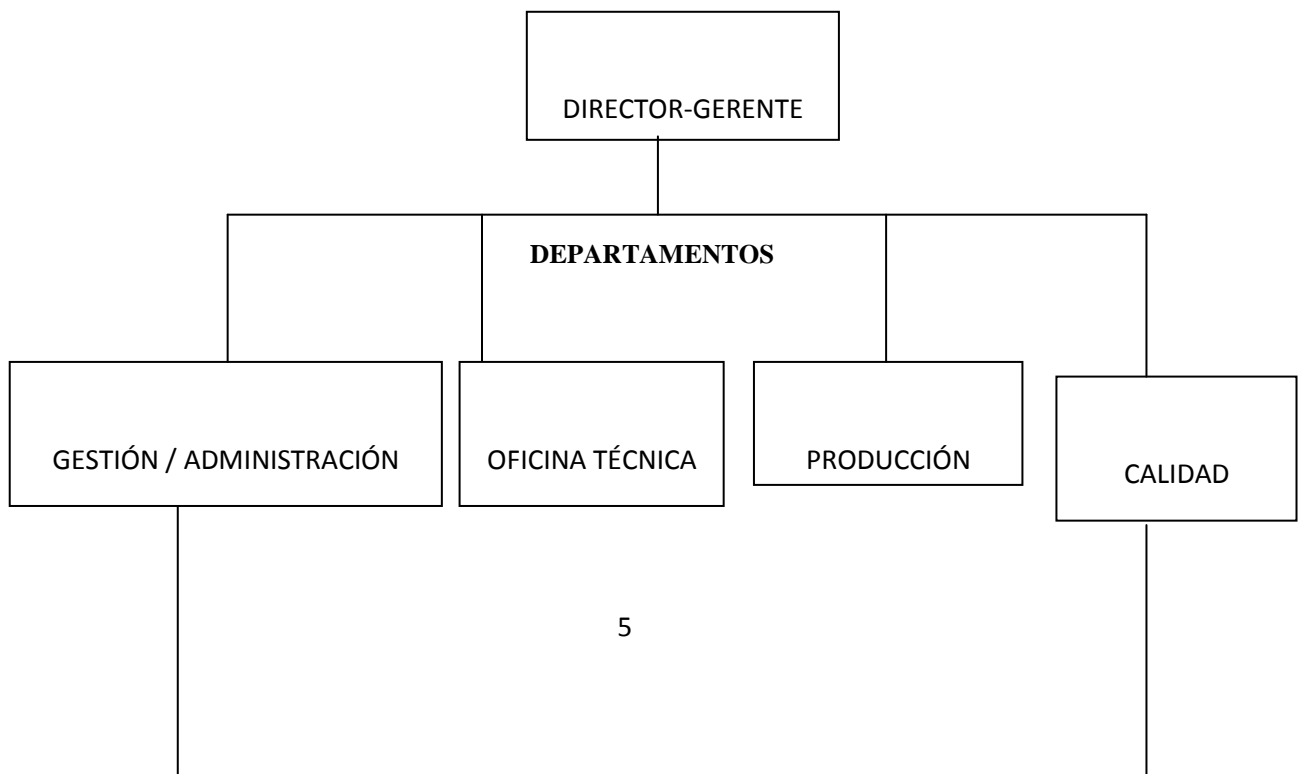 DIRECTOR-GERENTE
DEPARTAMENTOS
GESTIÓN / ADMINISTRACIÓN
OFICINA TÉCNICA
PRODUCCIÓN
CALIDAD
5